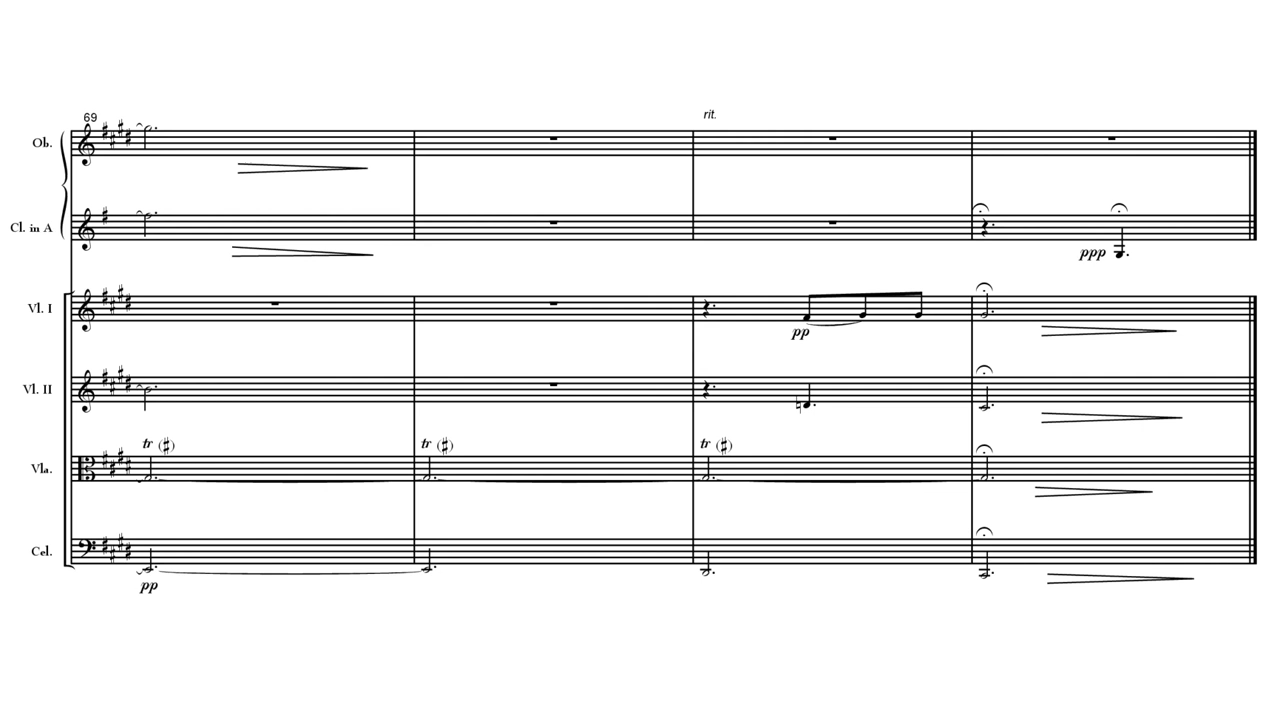 69
rit.
Ob.
Cl. in A
ppp
Vl. I
pp
Vl. II
tr (♯) tr (♯) tr (♯)
Vla.
Cel.
pp